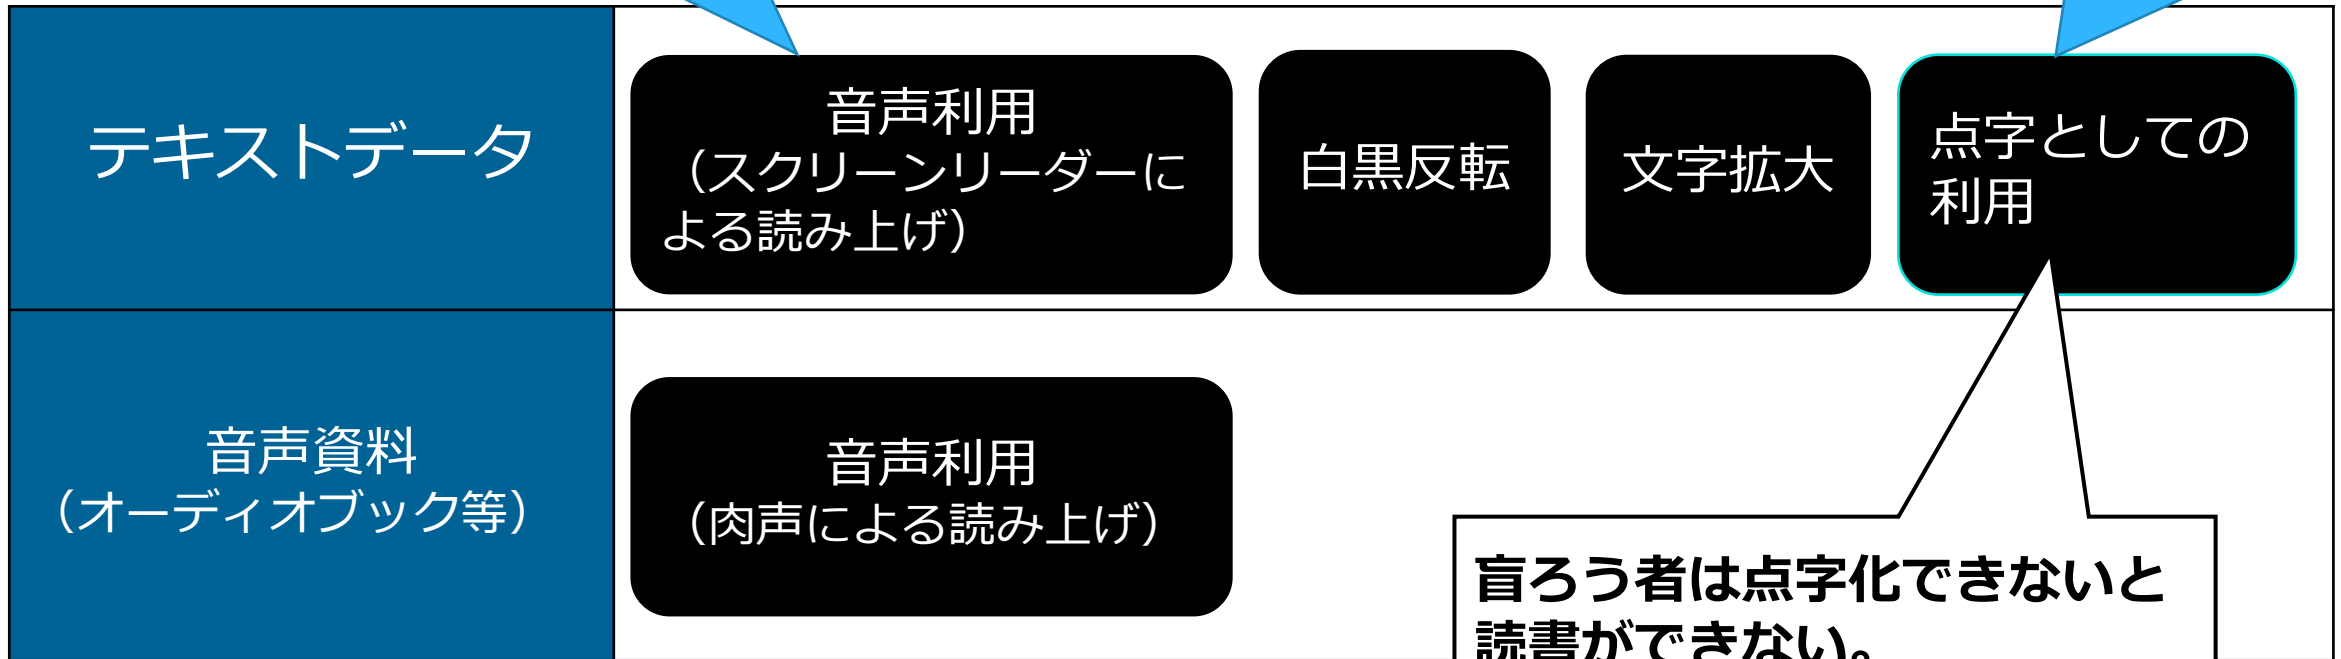 テキストデータ
音声利用
（スクリーンリーダーに
よる読み上げ）
白黒反転
文字拡大
点字としての
利用
音声資料
（オーディオブック等）
音声利用
（肉声による読み上げ）
盲ろう者は点字化できないと
読書ができない。